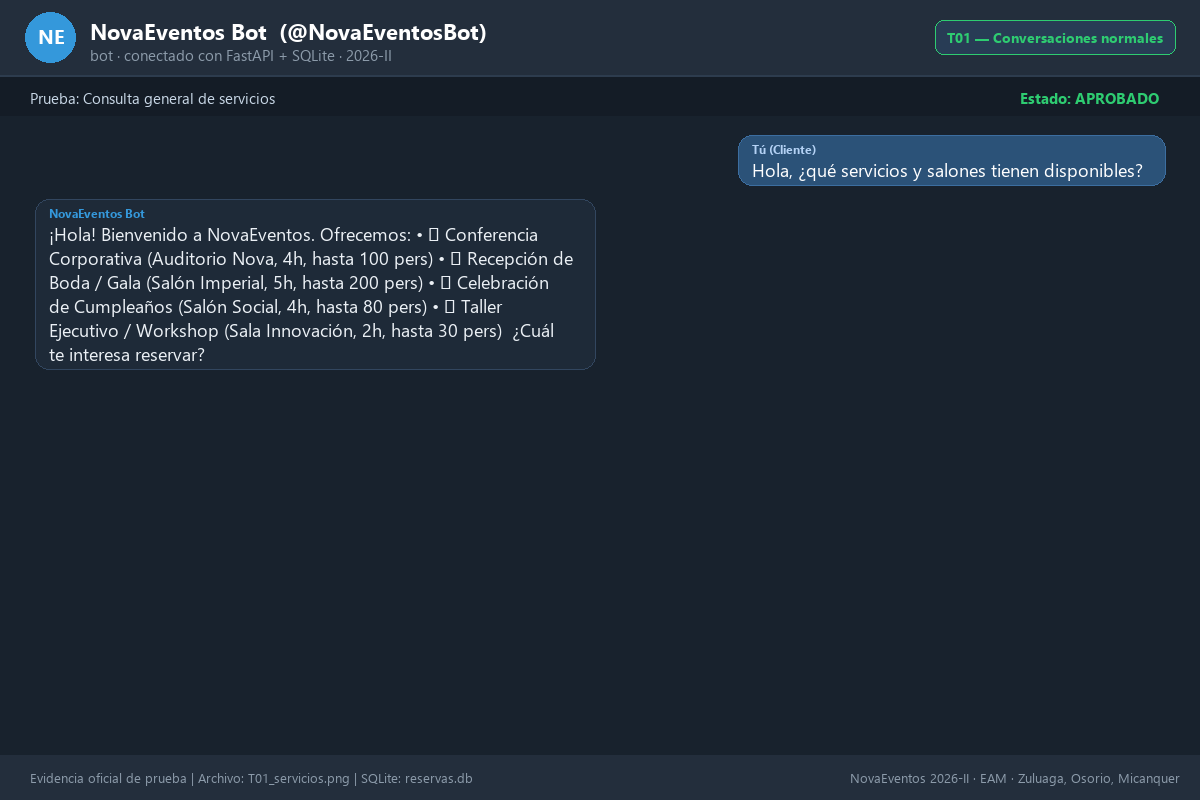 NE
NovaEventos Bot (@NovaEventosBot)
bot · conectado con FastAPI + SQLite · 2026-II
T01 — Conversaciones normales
Prueba: Consulta general de servicios
Estado: APROBADO
Tú (Cliente)
Hola, ¿qué servicios y salones tienen disponibles?
NovaEventos Bot
¡Hola! Bienvenido a NovaEventos. Ofrecemos: • ▯ Conferencia
Corporativa (Auditorio Nova, 4h, hasta 100 pers) • ▯ Recepción de
Boda / Gala (Salón Imperial, 5h, hasta 200 pers) • ▯ Celebración
de Cumpleaños (Salón Social, 4h, hasta 80 pers) • ▯ Taller
Ejecutivo / Workshop (Sala Innovación, 2h, hasta 30 pers)  ¿Cuál
te interesa reservar?
Evidencia oficial de prueba | Archivo: T01_servicios.png | SQLite: reservas.db
NovaEventos 2026-II · EAM · Zuluaga, Osorio, Micanquer